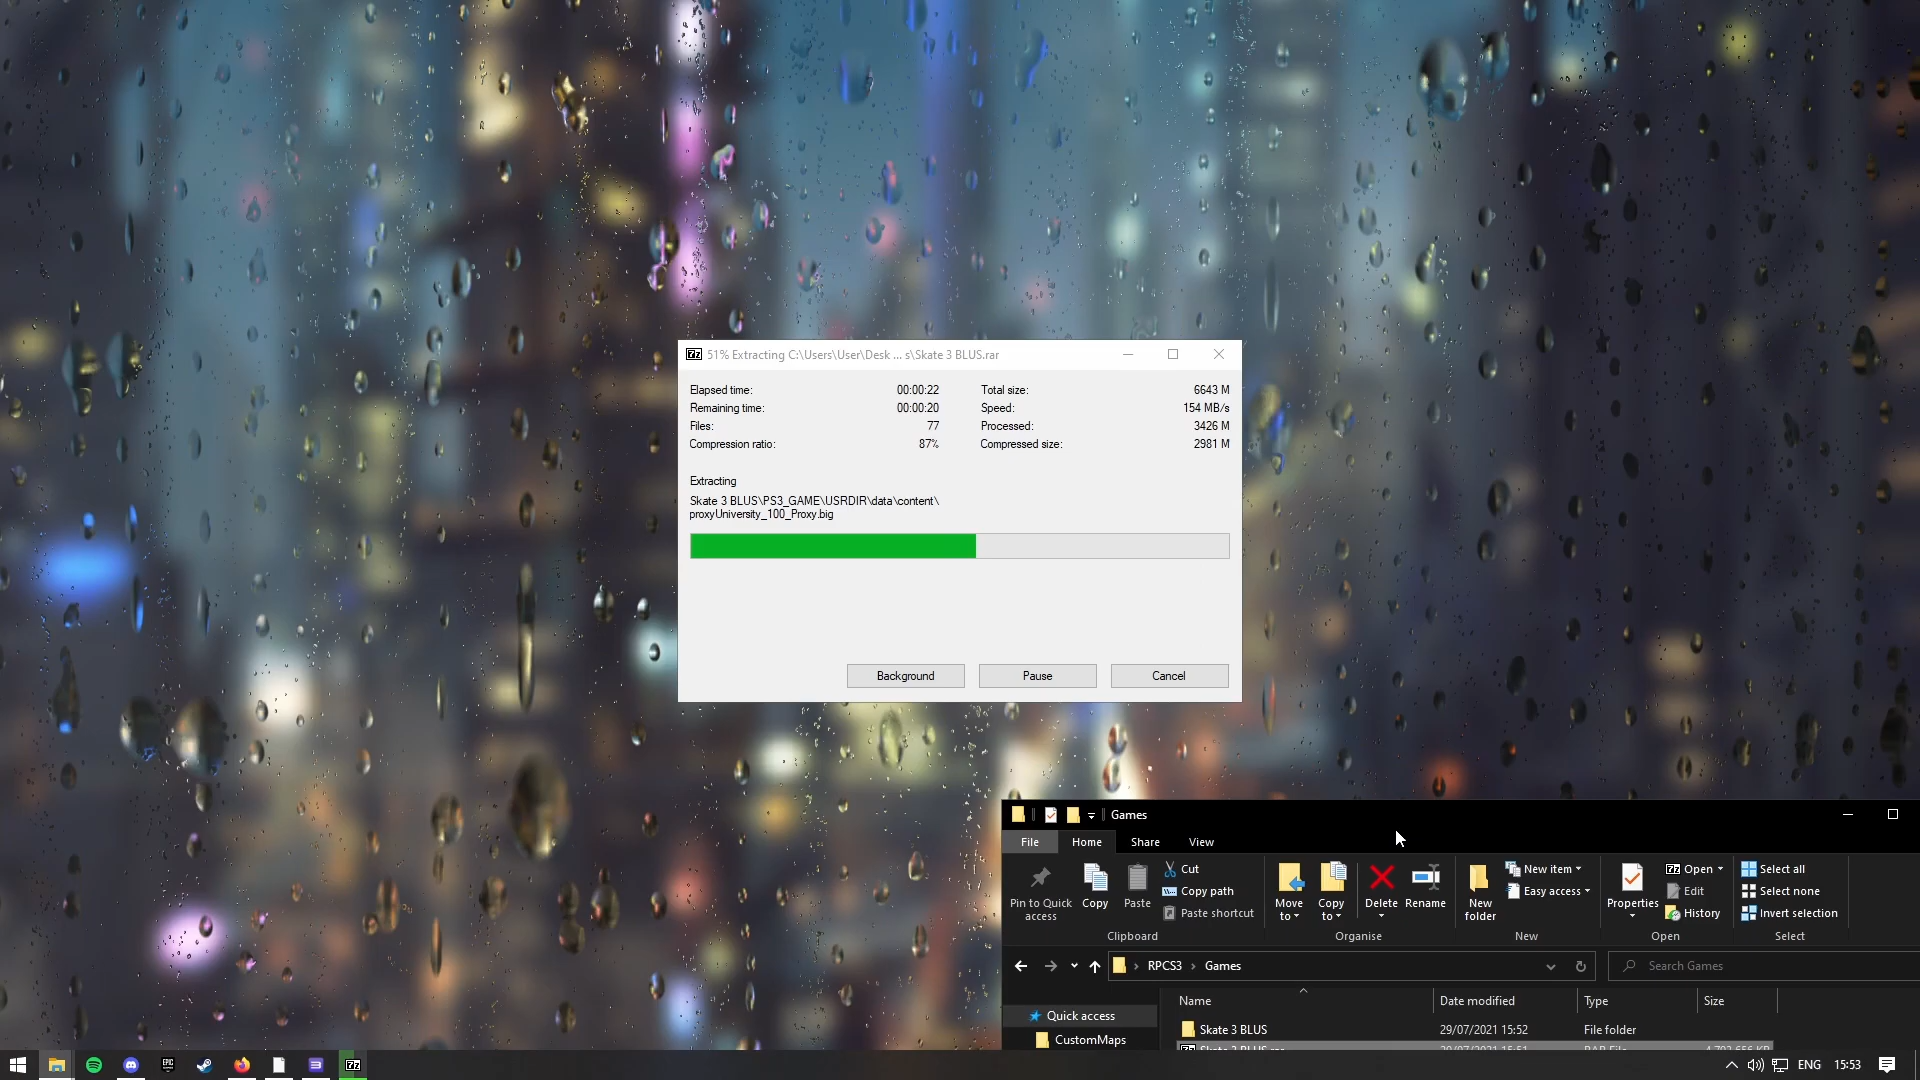 51% Extracting C:\Users\User\Desk ... s\Skate 3 BLUS.rar
Elapsed time: 00:00:22 Total size: 6643 M
Remaining time: 00:00:20 Speed: 154 MB/s
Files: 77 Processed: 3426 M
Compression ratio: 87% Compressed size: 2981 M
Extracting
Skate 3 BLUS\PS3_GAME\USRDIR\data\content\
proxyUniversity_100_Proxy.big
Background Pause Cancel
Games
File Home Share View
Pin to Quick
access
Copy
Paste
Cut
Copy path
Paste shortcut
Clipboard
Move
to
Copy
to
Delete
Rename
Organise
New
folder
New item
Easy access
New
Properties
Open
Edit
History
Open
Select all
Select none
Invert selection
Select
RPCS3 > Games
Search Games
Name Date modified Type Size
Quick access
CustomMaps
Skate 3 BLUS 29/07/2021 15:52 File folder
Skate 3 BLUS.rar 29/07/2021 15:51 RAR File
EPIC
ENG 15:53